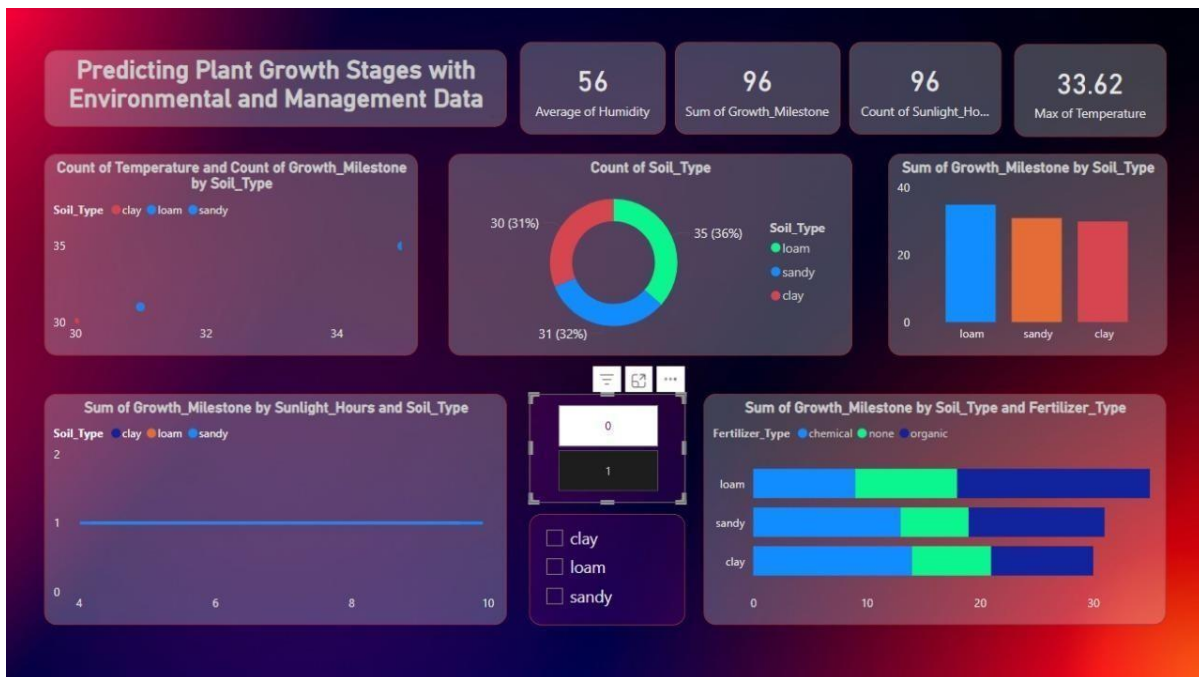 Predicting Plant Growth Stages with
Environmental and Management Data
56
Average of Humidity
96
Sum of Growth_Milestone
96
Count of Sunlight_Ho...
33.62
Max of Temperature
Count of Temperature and Count of Growth_Milestone
by Soil_Type
Soil_Type clay loam sandy
35
30
30 32 34
Count of Soil_Type
30 (31%)
35 (36%)
31 (32%)
Soil_Type
loam
sandy
clay
Sum of Growth_Milestone by Soil_Type
40
20
0
loam sandy clay
Sum of Growth_Milestone by Sunlight_Hours and Soil_Type
Soil_Type clay loam sandy
2
1
0
4 6 8 10
0
1
clay
loam
sandy
Sum of Growth_Milestone by Soil_Type and Fertilizer_Type
Fertilizer_Type chemical none organic
loam
sandy
clay
0 10 20 30